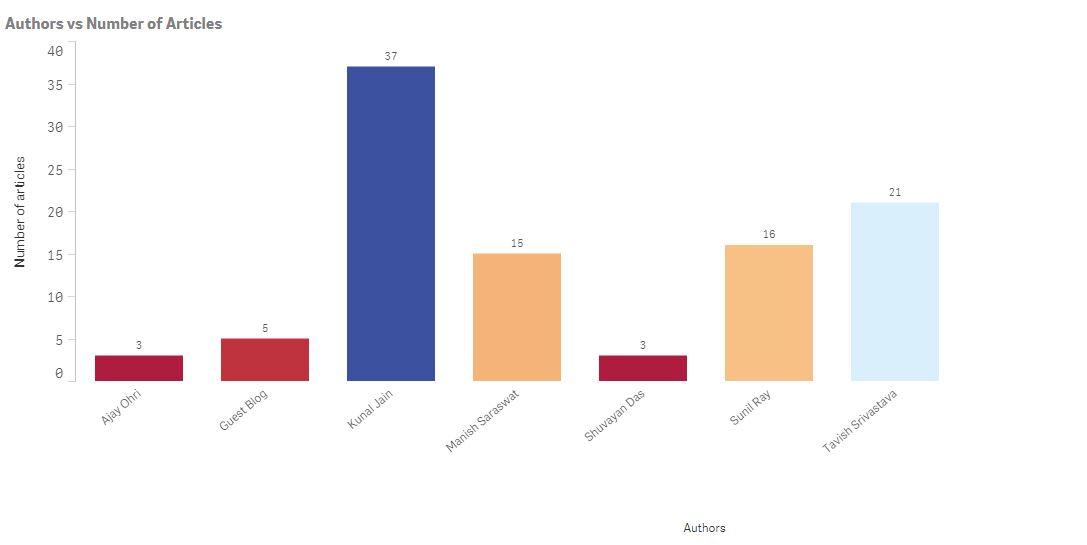 Authors vs Number of Articles
Number of articles
40
35
30
25
20
15
10
5
0
3
5
37
15
3
16
21
Ajay Ohri
Guest Blog
Kunal Jain
Manish Saraswat
Shuvayan Das
Sunil Ray
Tavish Srivastava
Authors